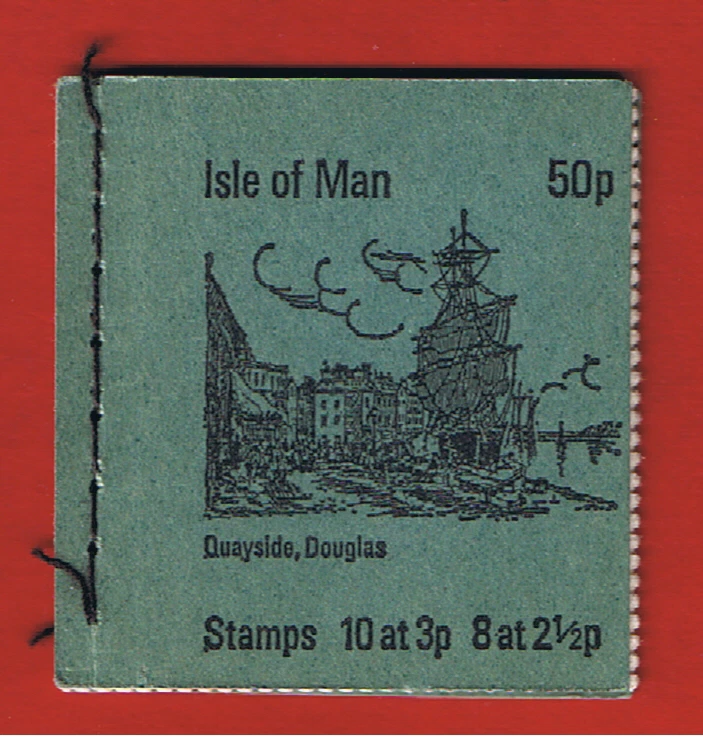 Isle of Man 50p
Quayside, Douglas
Stamps 10 at 3p 8 at 2½p